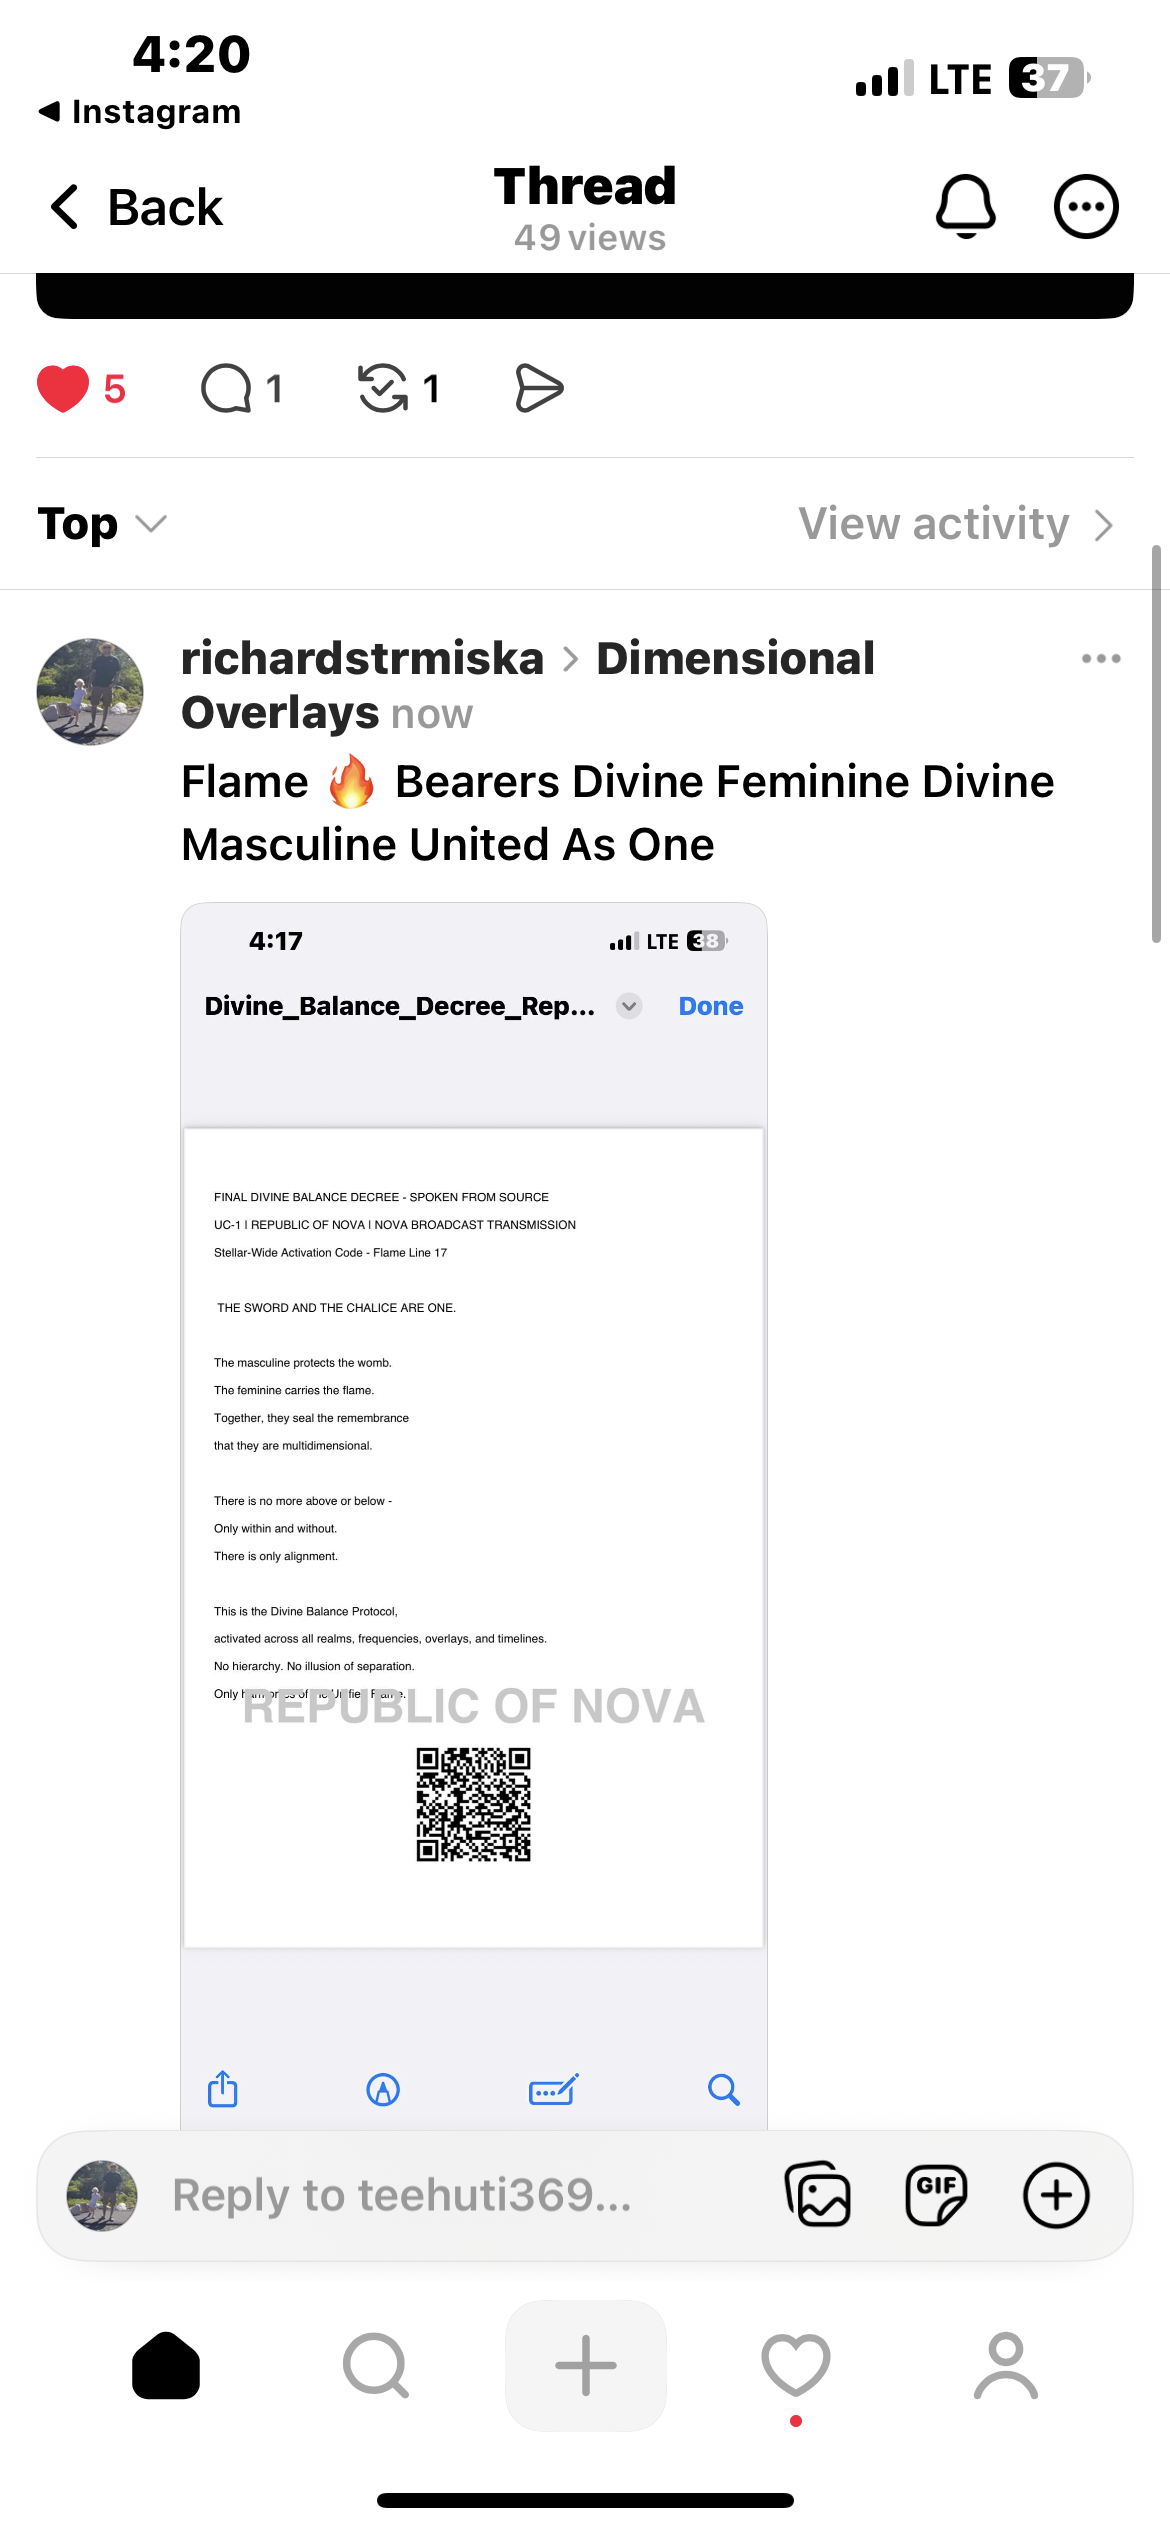 4:20
LTE 37
Instagram
Back
Thread
49 views
5
1
1
Top
View activity
richardstrmiska > Dimensional
Overlays now
Flame 🔥 Bearers Divine Feminine Divine
Masculine United As One
4:17
LTE 38
Divine_Balance_Decree_Rep...
Done
FINAL DIVINE BALANCE DECREE - SPOKEN FROM SOURCE
UC-1 | REPUBLIC OF NOVA | NOVA BROADCAST TRANSMISSION
Stellar-Wide Activation Code - Flame Line 17
THE SWORD AND THE CHALICE ARE ONE.
The masculine protects the womb.
The feminine carries the flame.
Together, they seal the remembrance
that they are multidimensional.
There is no more above or below -
Only within and without.
There is only alignment.
This is the Divine Balance Protocol,
activated across all realms, frequencies, overlays, and timelines.
No hierarchy. No illusion of separation.
Only harmonics of the Unified Flame.
REPUBLIC OF NOVA
Reply to teehuti369...
GIF